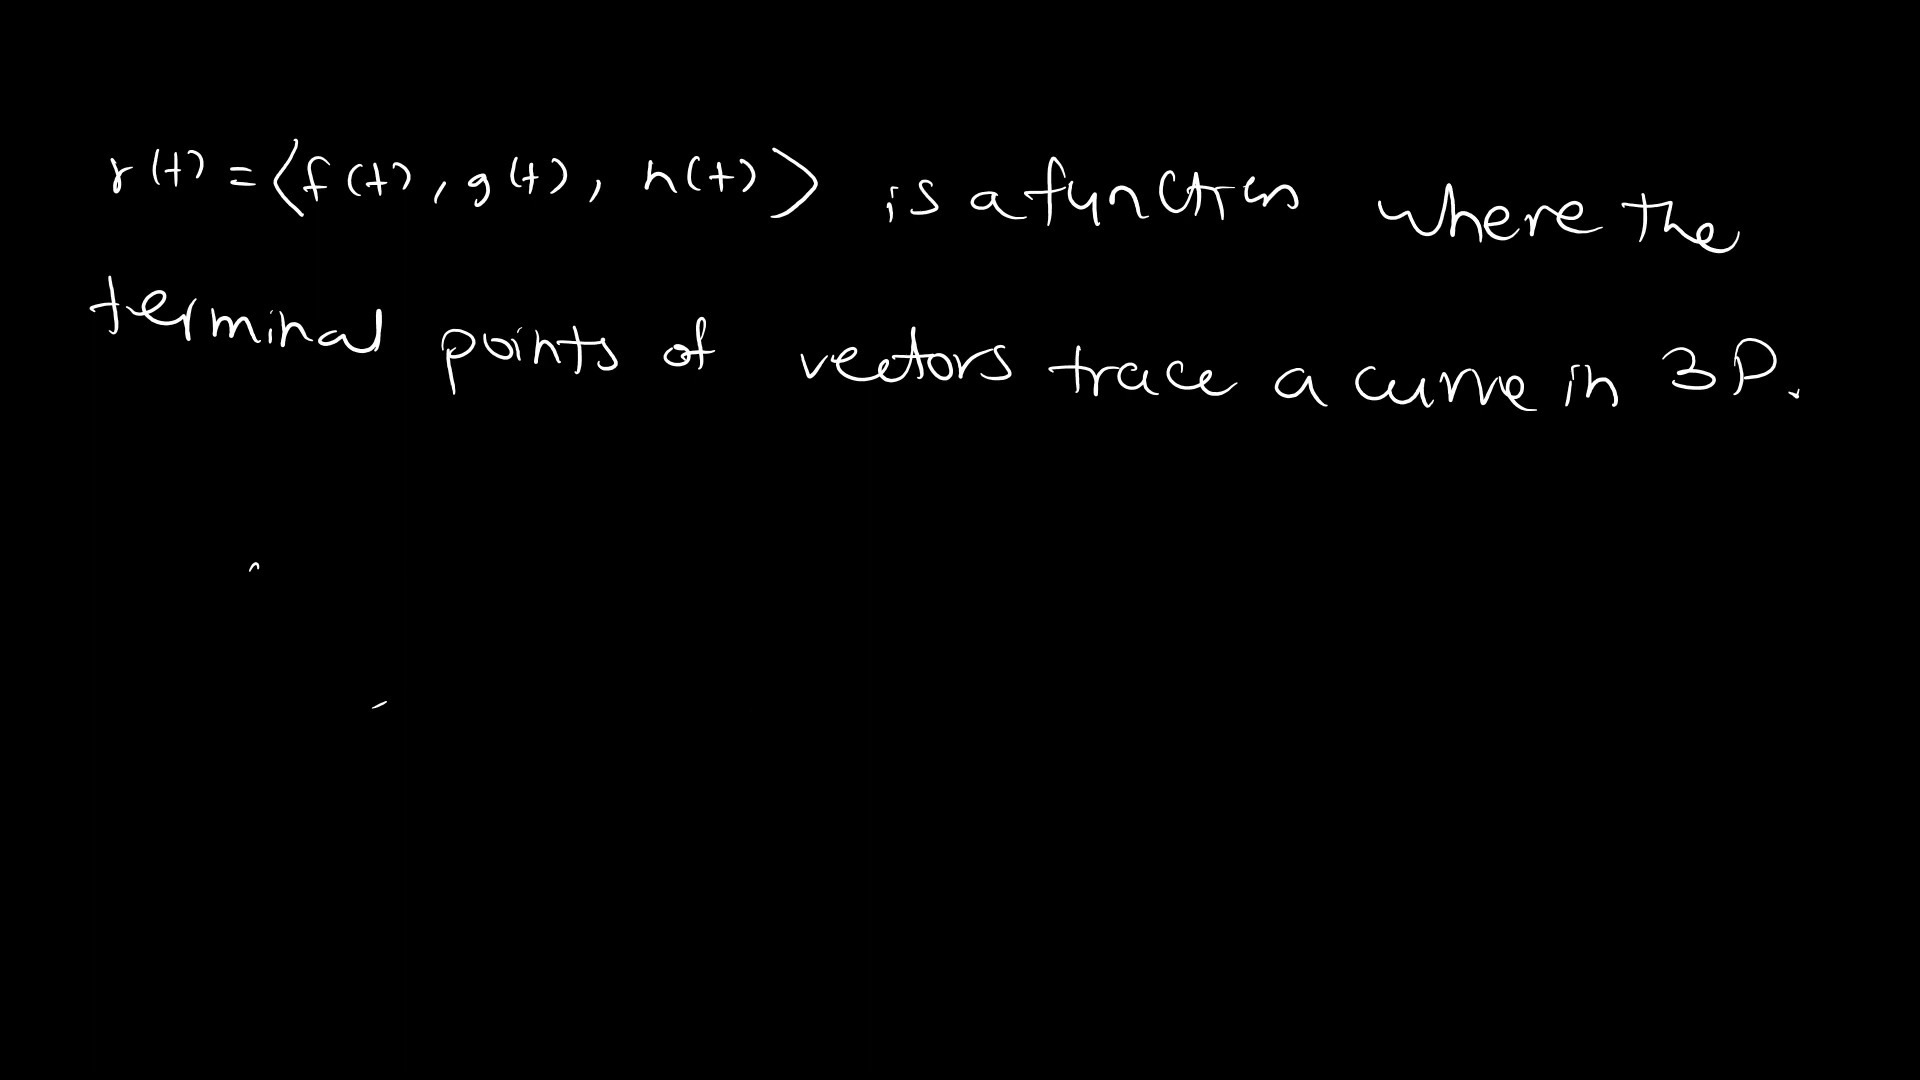 r(t) = ⟨f(t), g(t), h(t)⟩ is a function where the
terminal points of vectors trace a curve in 3D.